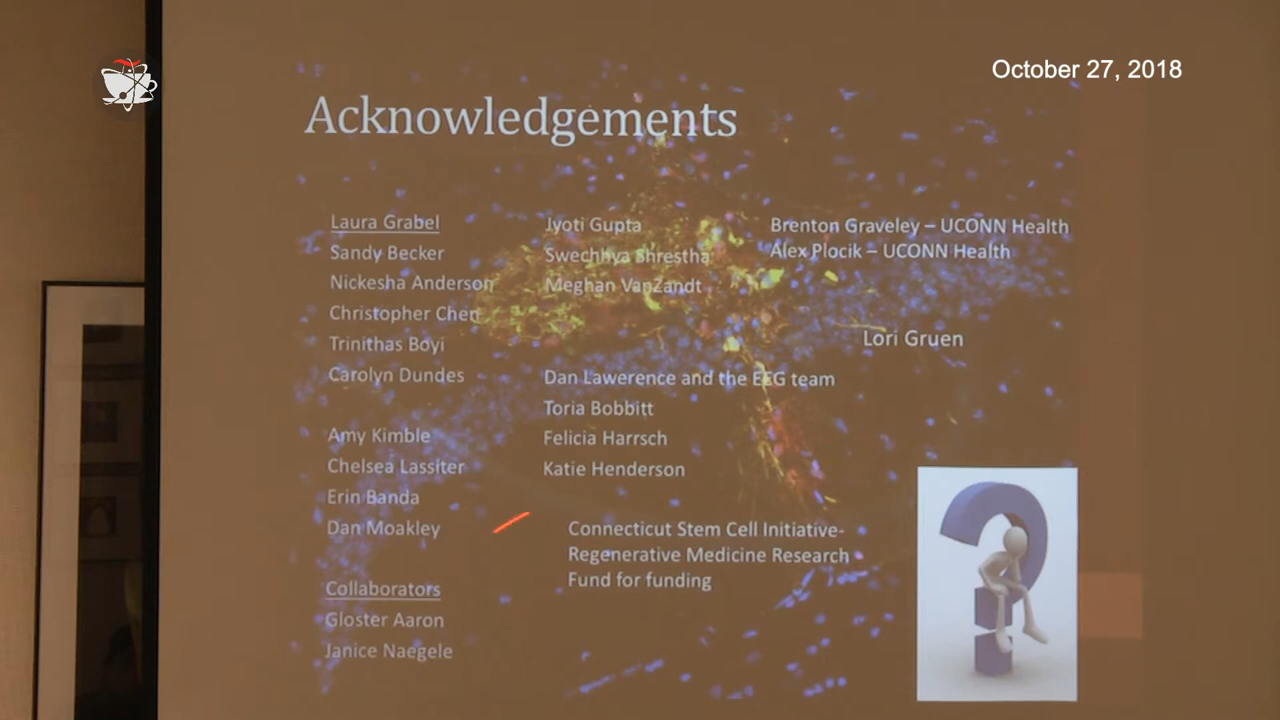 October 27, 2018
Acknowledgements
Laura Grabel
Sandy Becker
Nickesha Anderson
Christopher Chen
Trinithas Boyi
Carolyn Dundes
Amy Kimble
Chelsea Lassiter
Erin Banda
Dan Moakley
Collaborators
Gloster Aaron
Janice Naegele
Jyoti Gupta
Swechhya Shrestha
Meghan VanZandt
Dan Lawerence and the EEG team
Toria Bobbitt
Felicia Harrsch
Katie Henderson
Connecticut Stem Cell Initiative-
Regenerative Medicine Research
Fund for funding
Brenton Graveley – UCONN Health
Alex Plocik – UCONN Health
Lori Gruen